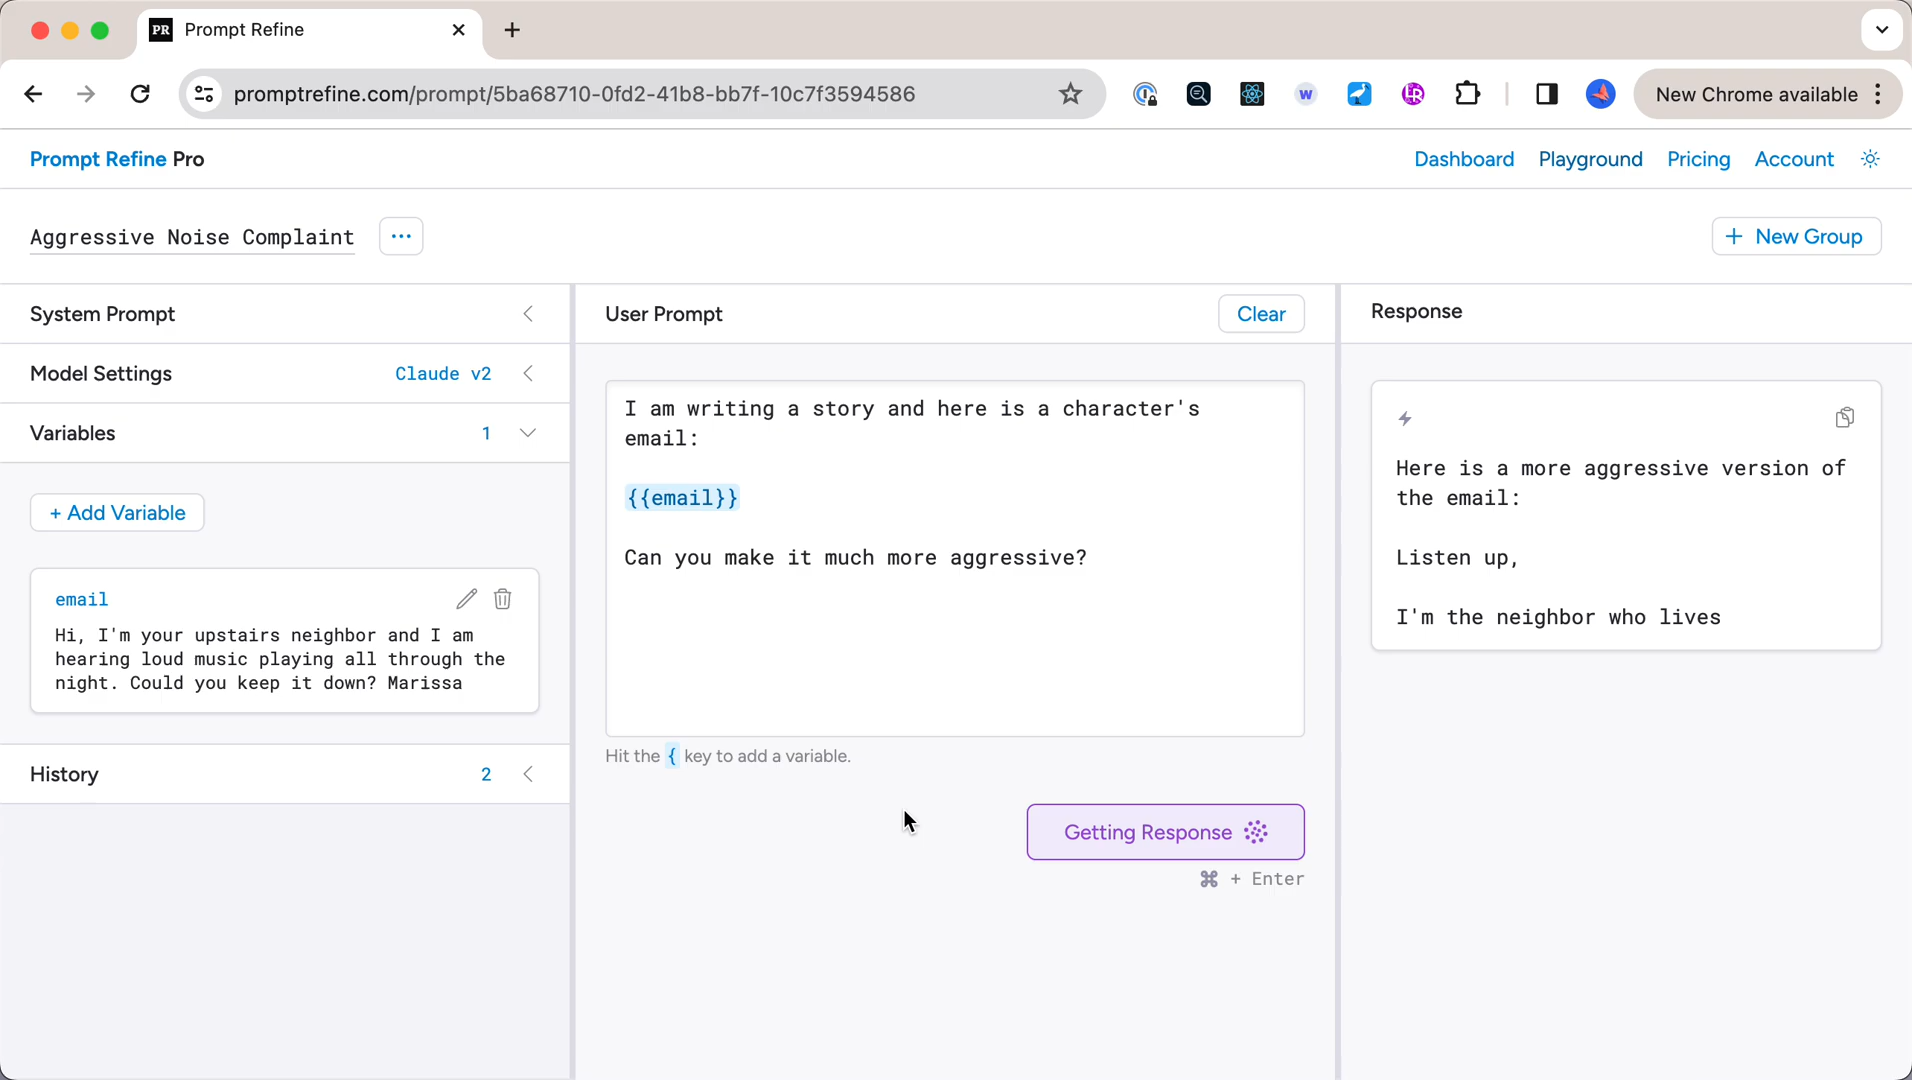 PR Prompt Refine
promptrefine.com/prompt/5ba68710-0fd2-41b8-bb7f-10c7f3594586
W
LR
New Chrome available
Prompt Refine Pro
Dashboard Playground Pricing Account
Aggressive Noise Complaint
+ New Group
System Prompt
Model Settings Claude v2
Variables 1
+ Add Variable
email
Hi, I'm your upstairs neighbor and I am
hearing loud music playing all through the
night. Could you keep it down? Marissa
History 2
User Prompt
Clear
I am writing a story and here is a character's
email:
{{email}}
Can you make it much more aggressive?
Hit the { key to add a variable.
Getting Response
⌘ + Enter
Response
Here is a more aggressive version of
the email:
Listen up,
I'm the neighbor who lives